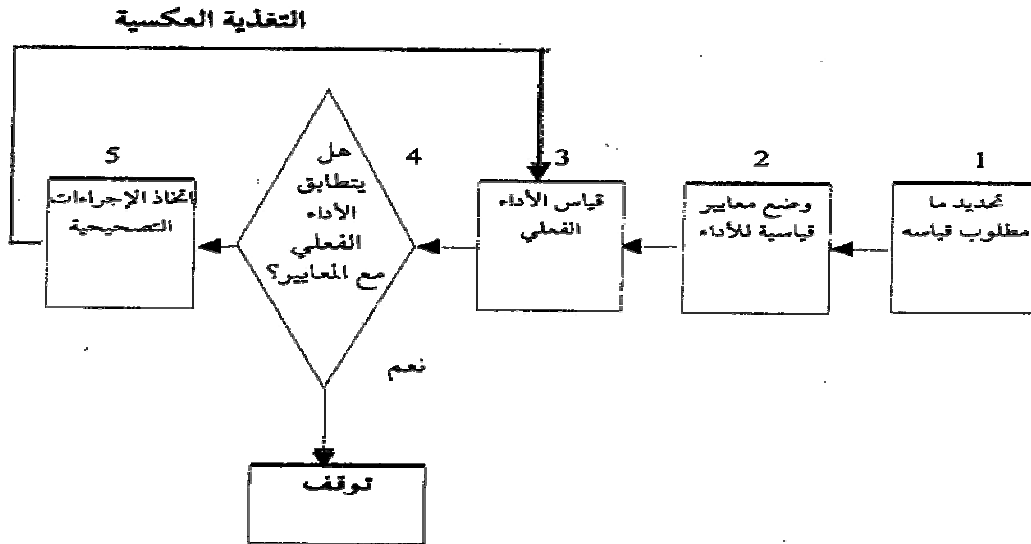 التغذية العكسية
1
تحديد ما
مطلوب قياسه
2
وضع معايير
قياسية للأداء
3
قياس الأداء
الفعلي
4
هل
يتطابق
الأداء
الفعلي
مع المعايير؟
5
اتخاذ الإجراءات
التصحيحية
نعم
توقف